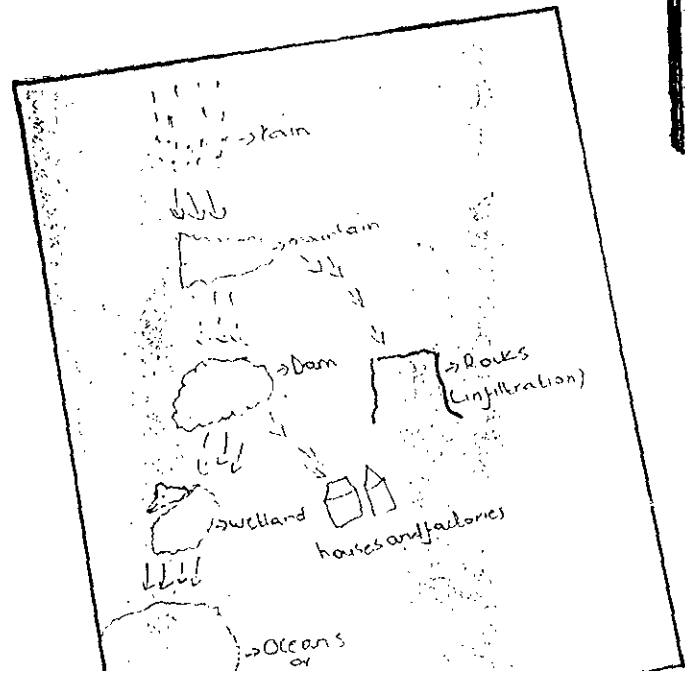 rain
mountain
Dam
Rocks
(infiltration)
wetland
houses and factories
Oceans
or